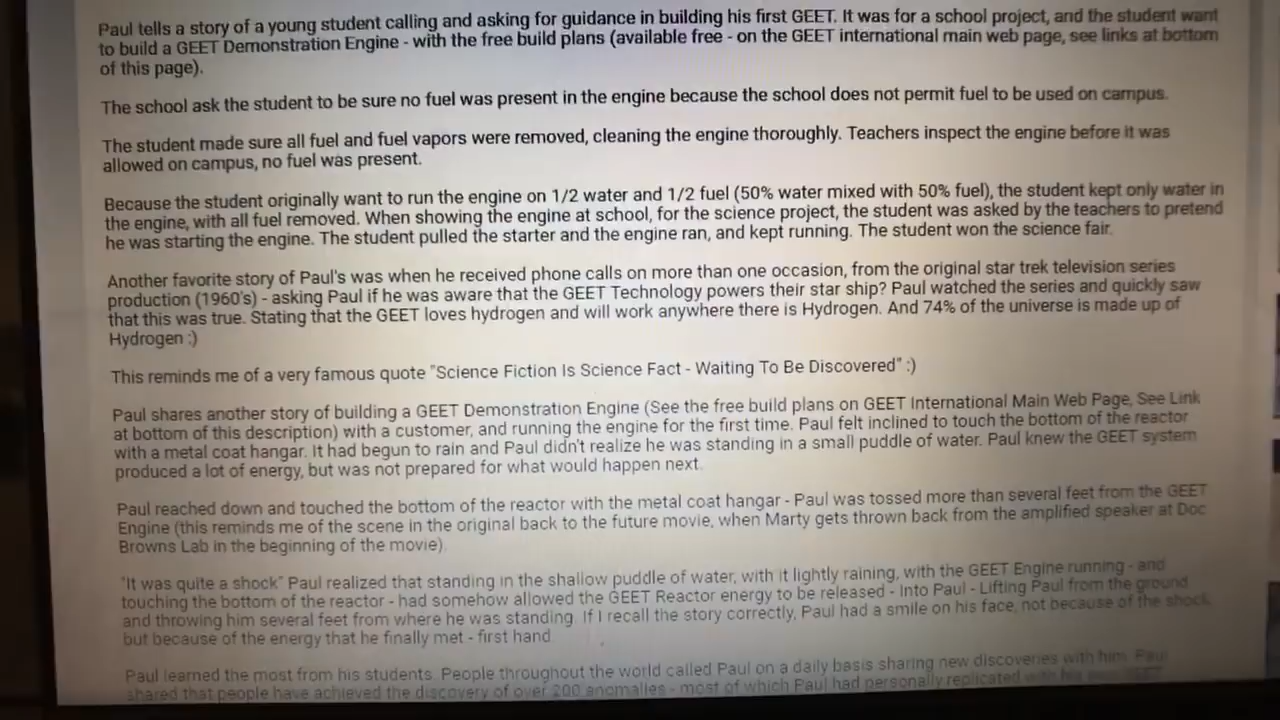 Paul tells a story of a young student calling and asking for guidance in building his first GEET. It was for a school project, and the student want
to build a GEET Demonstration Engine - with the free build plans (available free - on the GEET international main web page, see links at bottom
of this page).
The school ask the student to be sure no fuel was present in the engine because the school does not permit fuel to be used on campus.
The student made sure all fuel and fuel vapors were removed, cleaning the engine thoroughly. Teachers inspect the engine before it was
allowed on campus, no fuel was present.
Because the student originally want to run the engine on 1/2 water and 1/2 fuel (50% water mixed with 50% fuel), the student kept only water in
the engine, with all fuel removed. When showing the engine at school, for the science project, the student was asked by the teachers to pretend
he was starting the engine. The student pulled the starter and the engine ran, and kept running. The student won the science fair.
Another favorite story of Paul's was when he received phone calls on more than one occasion, from the original star trek television series
production (1960's) - asking Paul if he was aware that the GEET Technology powers their star ship? Paul watched the series and quickly saw
that this was true. Stating that the GEET loves hydrogen and will work anywhere there is Hydrogen. And 74% of the universe is made up of
Hydrogen :)
This reminds me of a very famous quote "Science Fiction Is Science Fact - Waiting To Be Discovered" :)
Paul shares another story of building a GEET Demonstration Engine (See the free build plans on GEET International Main Web Page, See Link
at bottom of this description) with a customer, and running the engine for the first time. Paul felt inclined to touch the bottom of the reactor
with a metal coat hangar. It had begun to rain and Paul didn't realize he was standing in a small puddle of water. Paul knew the GEET system
produced a lot of energy, but was not prepared for what would happen next.
Paul reached down and touched the bottom of the reactor with the metal coat hangar - Paul was tossed more than several feet from the GEET
Engine (this reminds me of the scene in the original back to the future movie, when Marty gets thrown back from the amplified speaker at Doc
Browns Lab in the beginning of the movie).
"It was quite a shock" Paul realized that standing in the shallow puddle of water, with it lightly raining, with the GEET Engine running - and
touching the bottom of the reactor - had somehow allowed the GEET Reactor energy to be released - Into Paul - Lifting Paul from the ground
and throwing him several feet from where he was standing. If I recall the story correctly, Paul had a smile on his face, not because of the shock,
but because of the energy that he finally met - first hand
Paul learned the most from his students. People throughout the world called Paul on a daily basis sharing new discoveries with him. Paul
shared that people have achieved the discovery of over 200 anomalies - most of which Paul had personally replicated with his